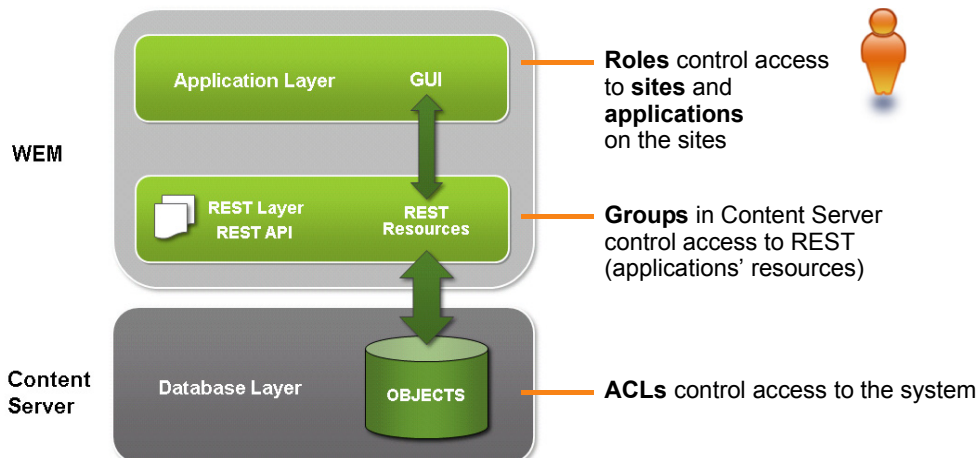 Application Layer
GUI
Roles control access
to sites and
applications
on the sites
WEM
REST Layer
REST API
REST
Resources
Groups in Content Server
control access to REST
(applications’ resources)
Content
Server
Database Layer
OBJECTS
ACLs control access to the system